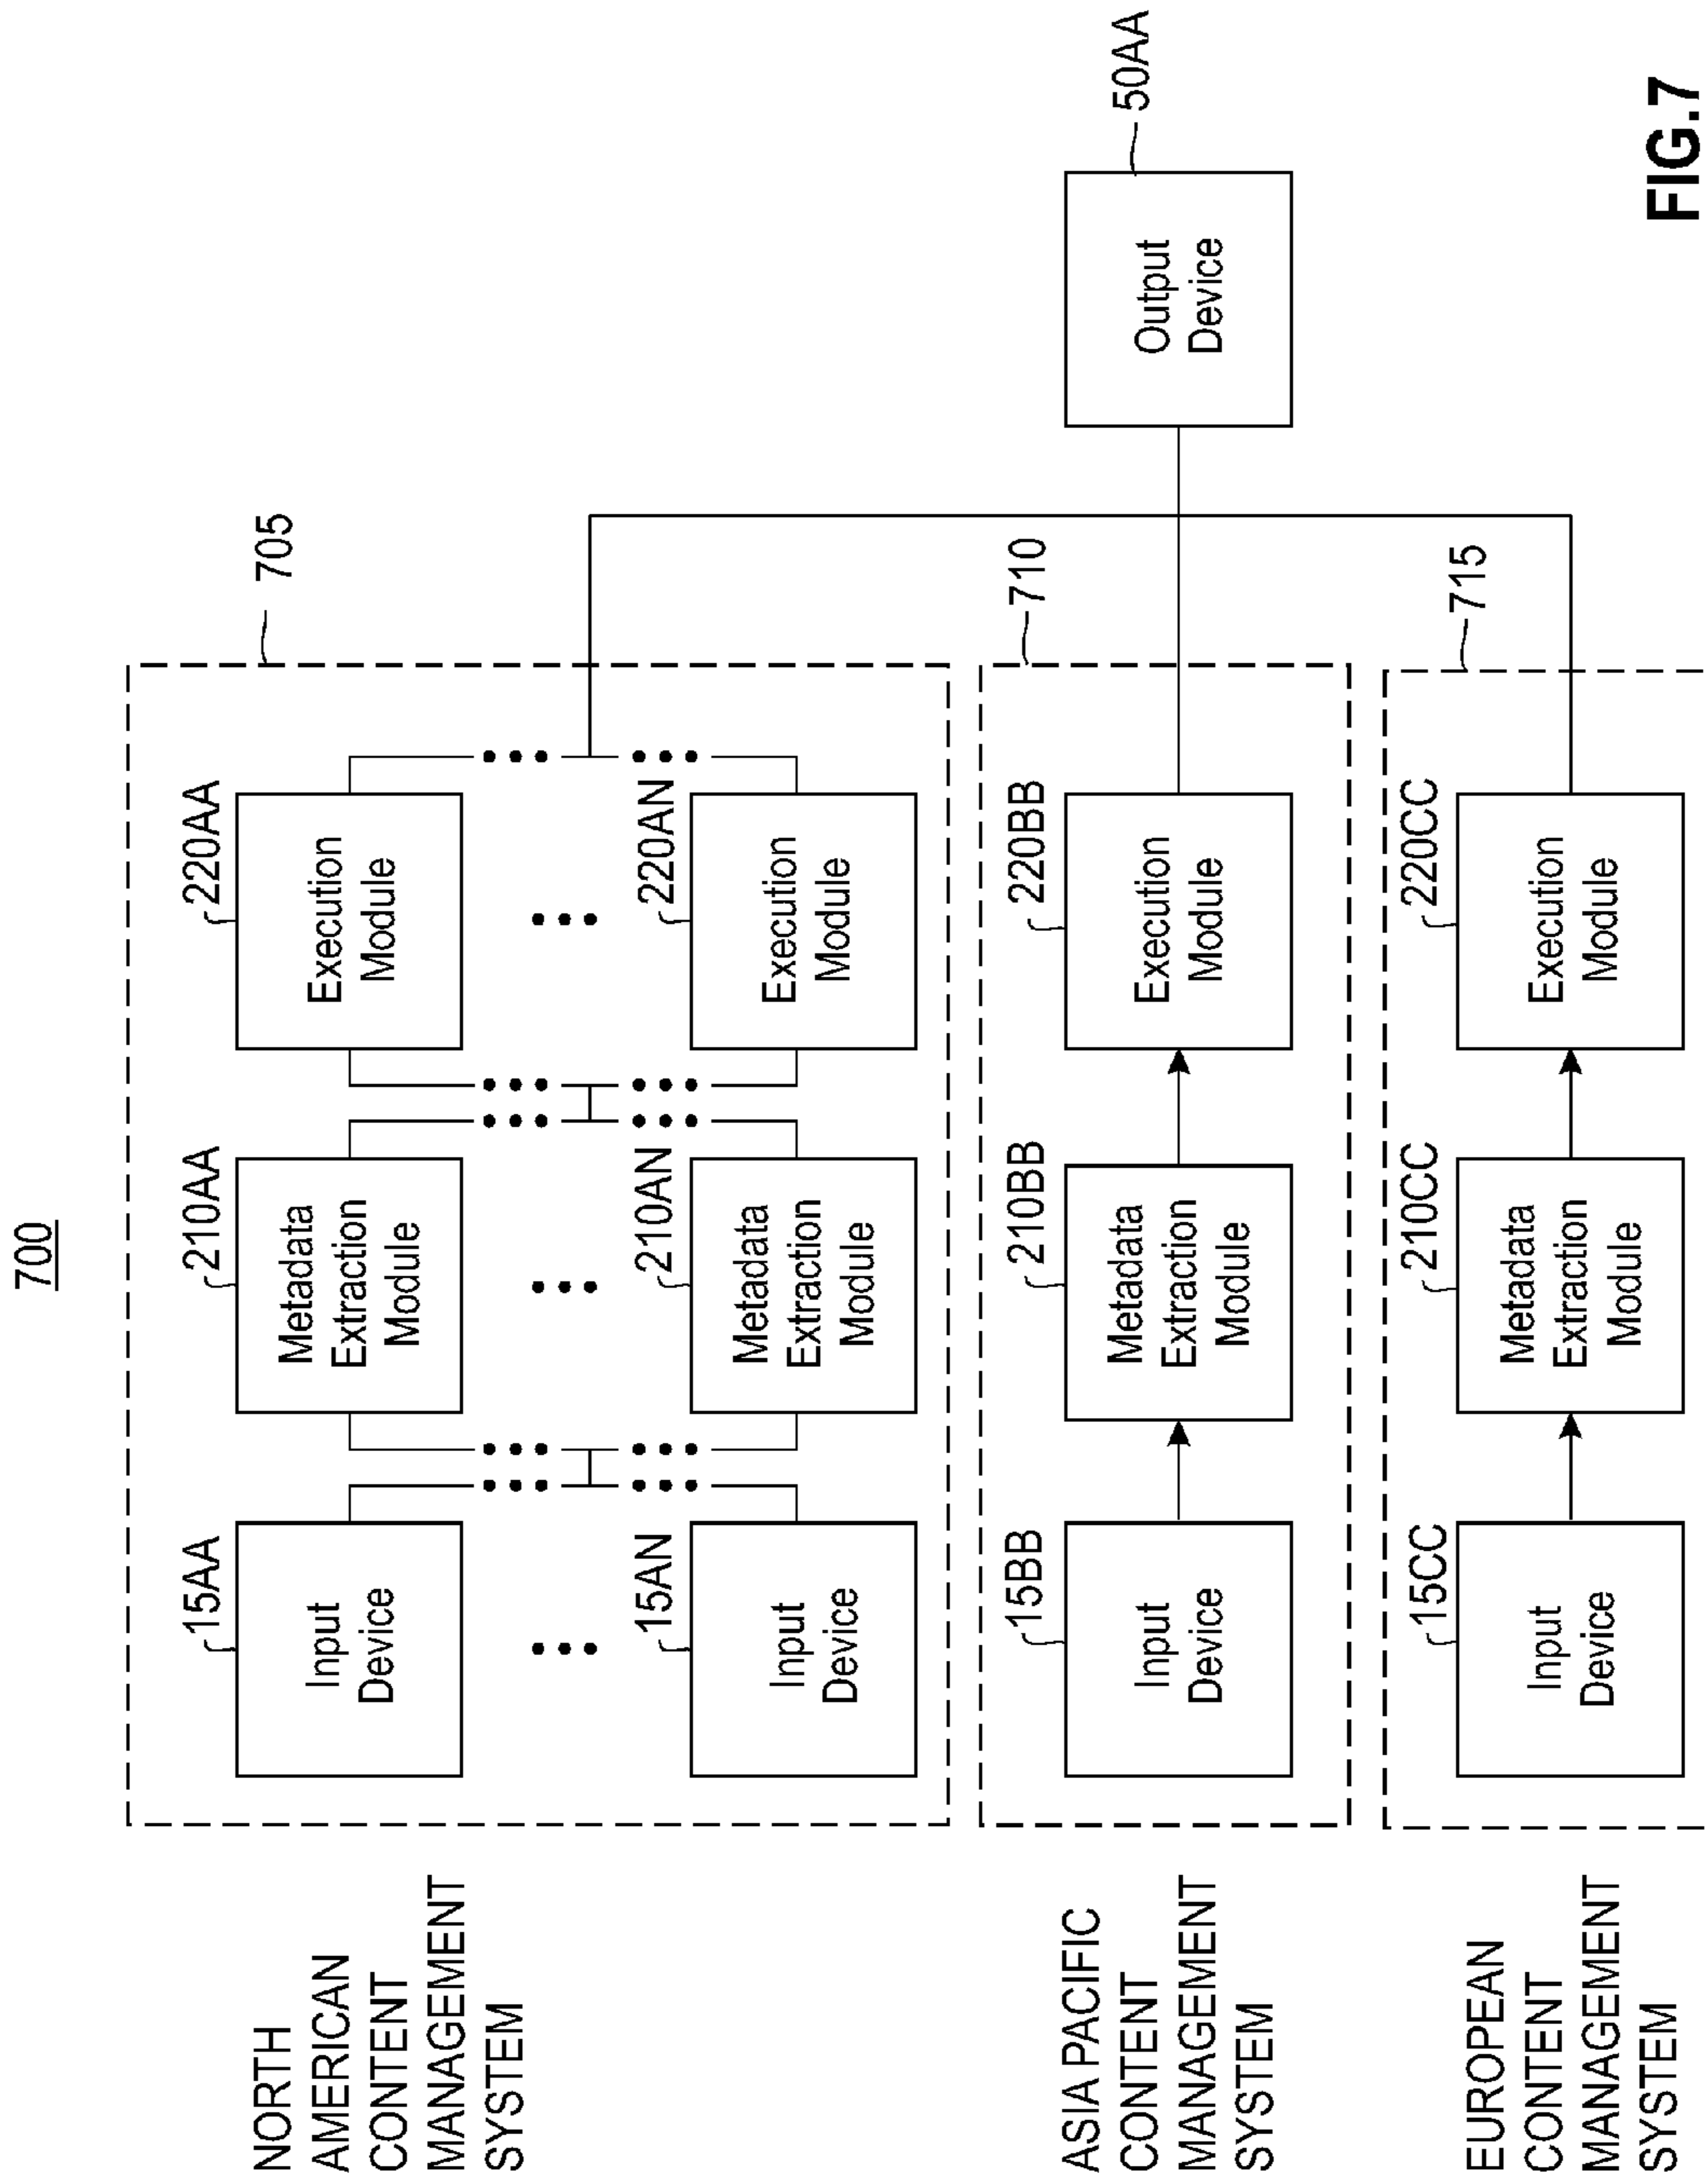 700
NORTH
AMERICAN
CONTENT
MANAGEMENT
SYSTEM
705
15AA
Input
Device
210AA
Metadata
Extraction
Module
220AA
Execution
Module
15AN
Input
Device
210AN
Metadata
Extraction
Module
220AN
Execution
Module
ASIA PACIFIC
CONTENT
MANAGEMENT
SYSTEM
710
15BB
Input
Device
210BB
Metadata
Extraction
Module
220BB
Execution
Module
50AA
Output
Device
EUROPEAN
CONTENT
MANAGEMENT
SYSTEM
715
15CC
Input
Device
210CC
Metadata
Extraction
Module
220CC
Execution
Module
FIG.7